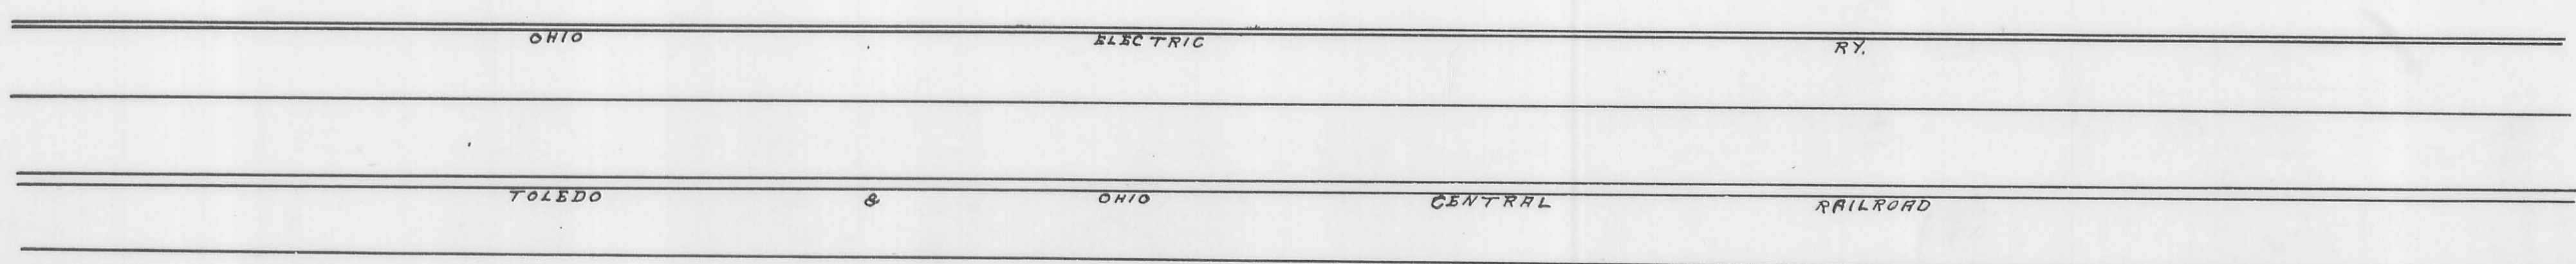 OHIO ELECTRIC RY.
TOLEDO & OHIO CENTRAL RAILROAD